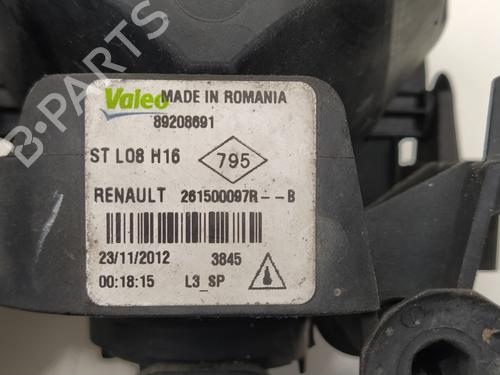 Valeo MADE IN ROMANIA
89208691
ST L08 H16 795
RENAULT 261500097R--B
23/11/2012 3845
00:18:15 L3_SP